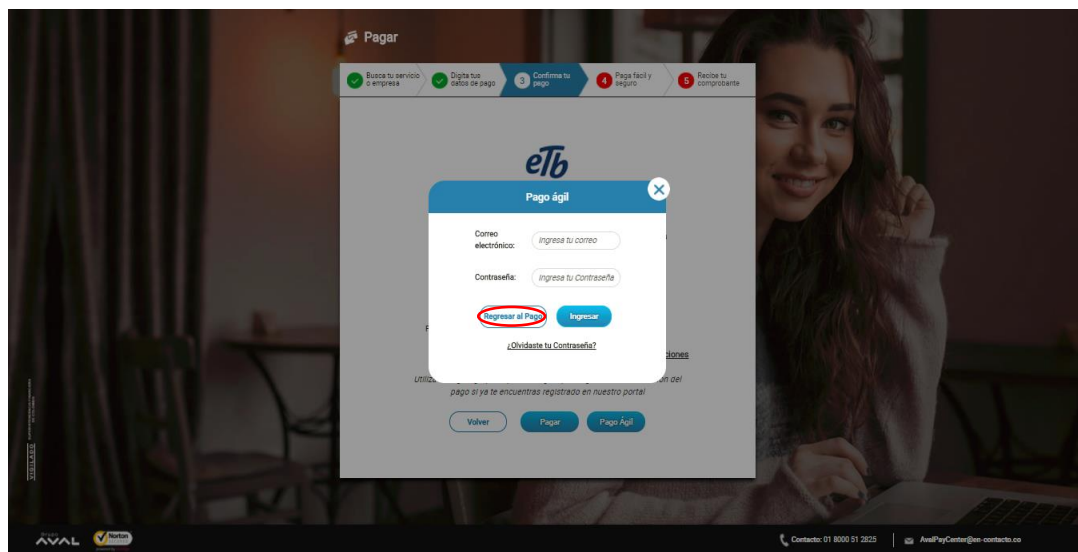 Pagar
Busca tu servicio
o empresa
Digita tus
datos de pago
3
Confirma tu
pago
4
Paga fácil y
seguro
5
Recibe tu
comprobante
eTb
Pago ágil
Correo
electrónico:
Ingresa tu correo
Contraseña:
Ingresa tu Contraseña
Regresar al Pago
Ingresar
¿Olvidaste tu Contraseña?
ciones
Utiliza
ón del
pago si ya te encuentras registrado en nuestro portal
Volver
Pagar
Pago Ágil
VIGILADO
Grupo
AVAL
Norton
Contacto: 01 8000 51 2825
AvalPayCenter@en-contacto.co